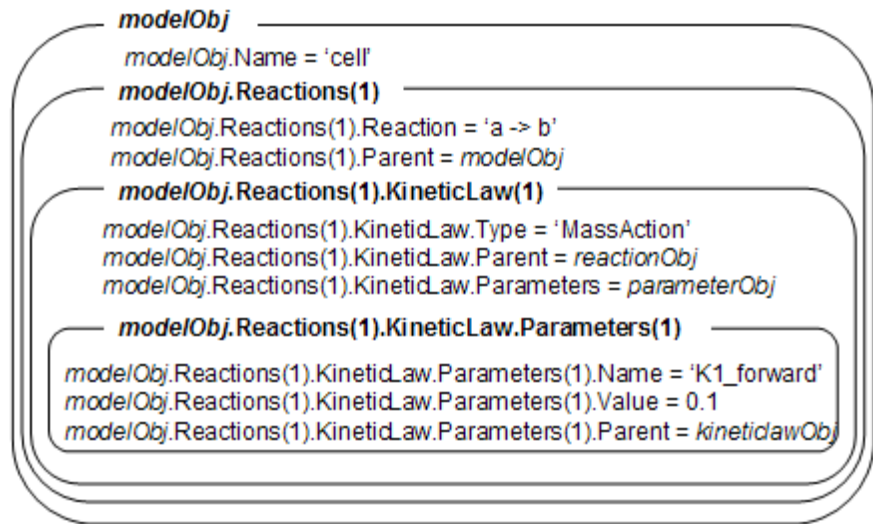 modelObj
modelObj.Name = ‘cell’
modelObj.Reactions(1)
modelObj.Reactions(1).Reaction = ‘a -> b’
modelObj.Reactions(1).Parent = modelObj
modelObj.Reactions(1).KineticLaw(1)
modelObj.Reactions(1).KineticLaw.Type = ‘MassAction’
modelObj.Reactions(1).KineticLaw.Parent = reactionObj
modelObj.Reactions(1).KineticLaw.Parameters = parameterObj
modelObj.Reactions(1).KineticLaw.Parameters(1)
modelObj.Reactions(1).KineticLaw.Parameters(1).Name = ‘K1_forward’
modelObj.Reactions(1).KineticLaw.Parameters(1).Value = 0.1
modelObj.Reactions(1).KineticLaw.Parameters(1).Parent = kineticlawObj